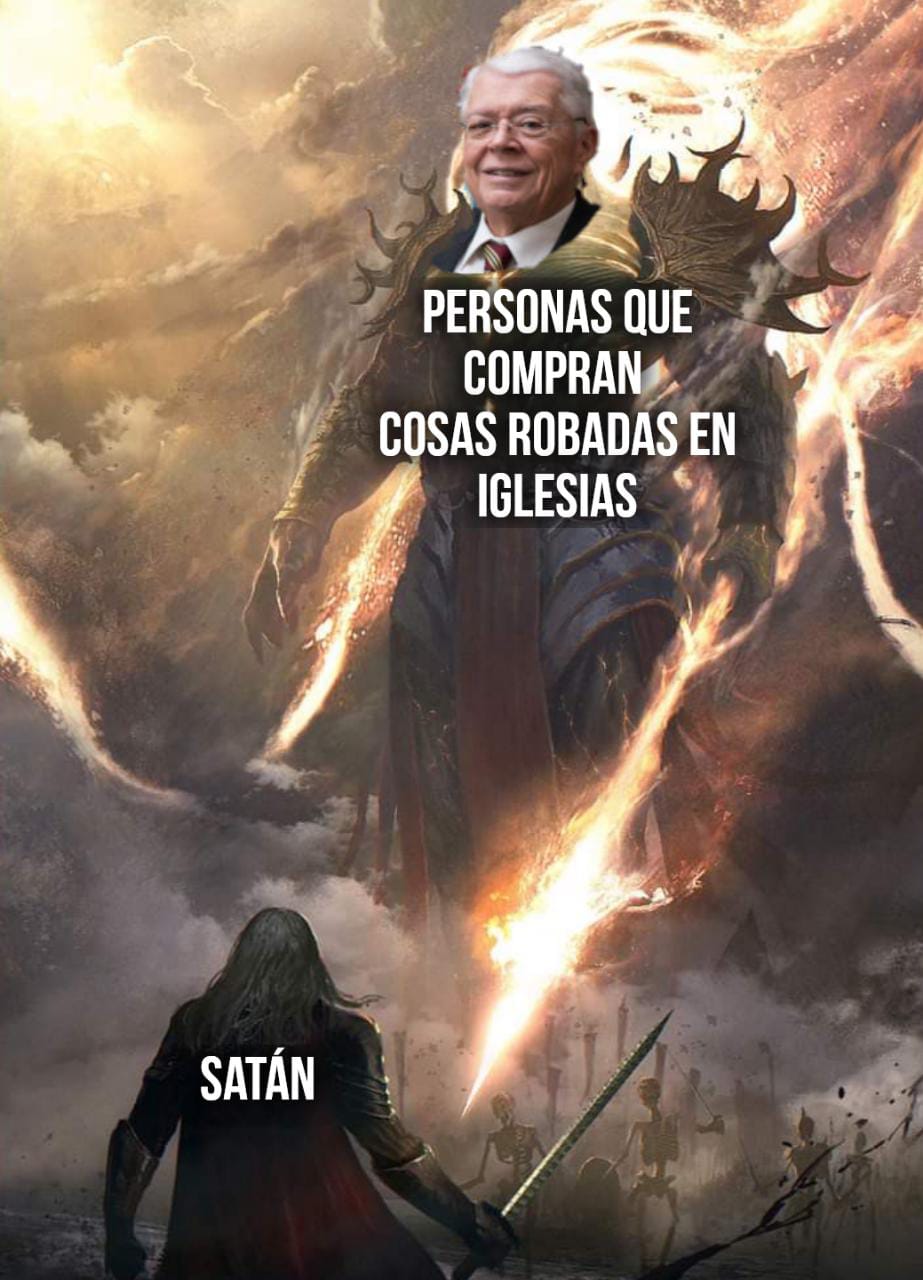 PERSONAS QUE
COMPRAN
COSAS ROBADAS EN
IGLESIAS
SATÁN